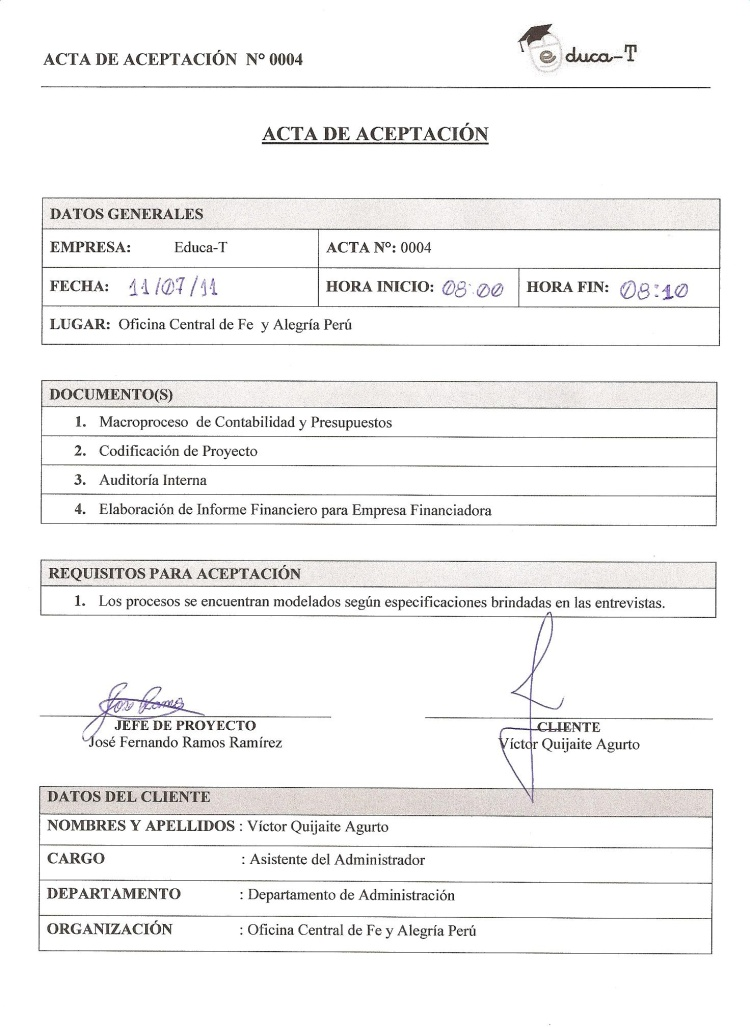 ACTA DE ACEPTACIÓN N° 0004
educa-T
ACTA DE ACEPTACIÓN
DATOS GENERALES
EMPRESA: Educa-T
ACTA N°: 0004
FECHA: 11/07/11
HORA INICIO: 08:00
HORA FIN: 08:10
LUGAR: Oficina Central de Fe y Alegría Perú
DOCUMENTO(S)
1. Macroproceso de Contabilidad y Presupuestos
2. Codificación de Proyecto
3. Auditoría Interna
4. Elaboración de Informe Financiero para Empresa Financiadora
REQUISITOS PARA ACEPTACIÓN
1. Los procesos se encuentran modelados según especificaciones brindadas en las entrevistas.
José Ramos
JEFE DE PROYECTO
José Fernando Ramos Ramírez
CLIENTE
Víctor Quijaite Agurto
DATOS DEL CLIENTE
NOMBRES Y APELLIDOS : Víctor Quijaite Agurto
CARGO : Asistente del Administrador
DEPARTAMENTO : Departamento de Administración
ORGANIZACIÓN : Oficina Central de Fe y Alegría Perú